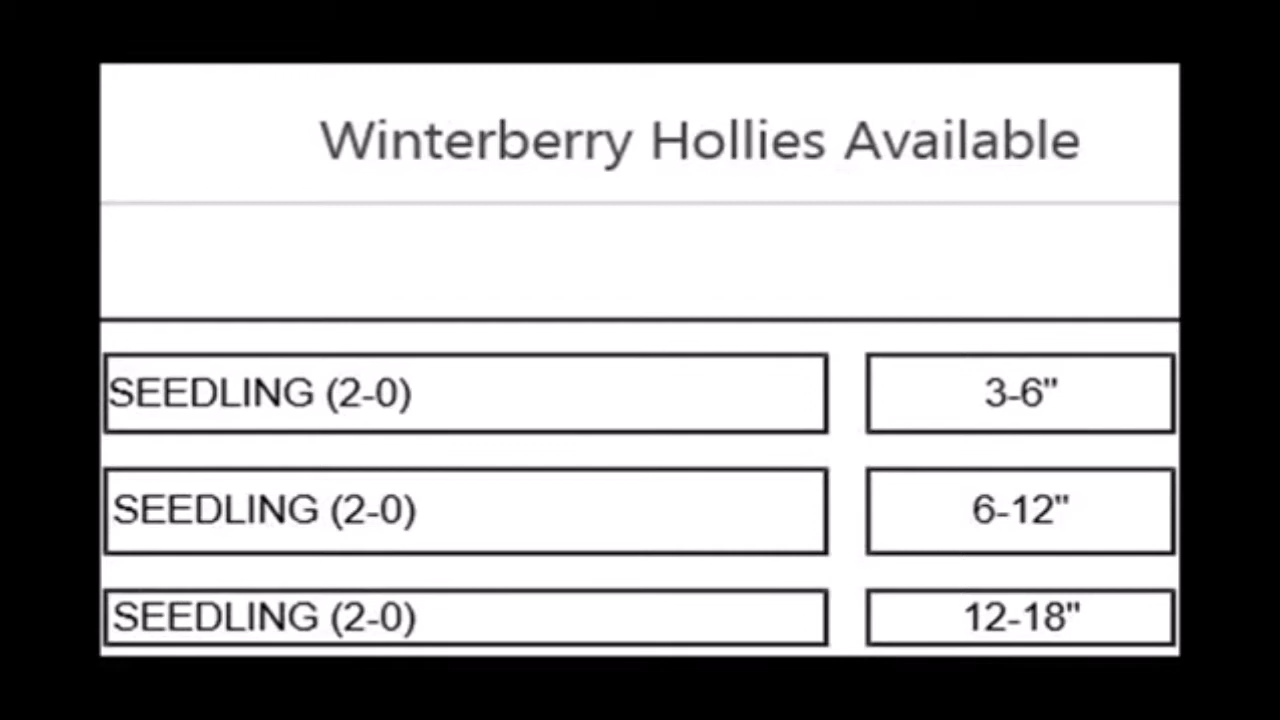 Winterberry Hollies Available
SEEDLING (2-0) 3-6"
SEEDLING (2-0) 6-12"
SEEDLING (2-0) 12-18"